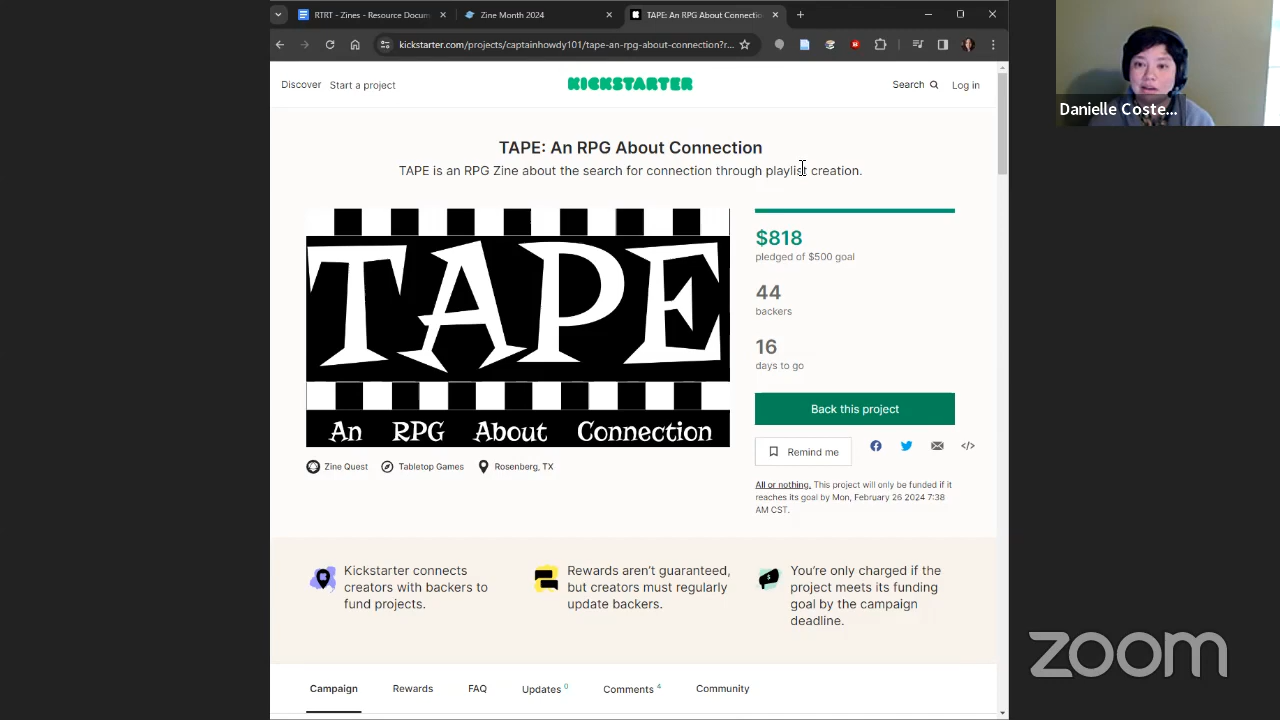 RTRT - Zines - Resource Docum
Zine Month 2024
TAPE: An RPG About Connectio
kickstarter.com/projects/captainhowdy101/tape-an-rpg-about-connection?r...
Discover
Start a project
KICKSTARTER
Search
Log in
TAPE: An RPG About Connection
TAPE is an RPG Zine about the search for connection through playlist creation.
TAPE
An RPG About Connection
$818
pledged of $500 goal
44
backers
16
days to go
Back this project
Remind me
Zine Quest
Tabletop Games
Rosenberg, TX
All or nothing. This project will only be funded if it
reaches its goal by Mon, February 26 2024 7:38
AM CST.
Kickstarter connects
creators with backers to
fund projects.
Rewards aren't guaranteed,
but creators must regularly
update backers.
You're only charged if the
project meets its funding
goal by the campaign
deadline.
Campaign
Rewards
FAQ
Updates 0
Comments 4
Community
Danielle Coste...
zoom